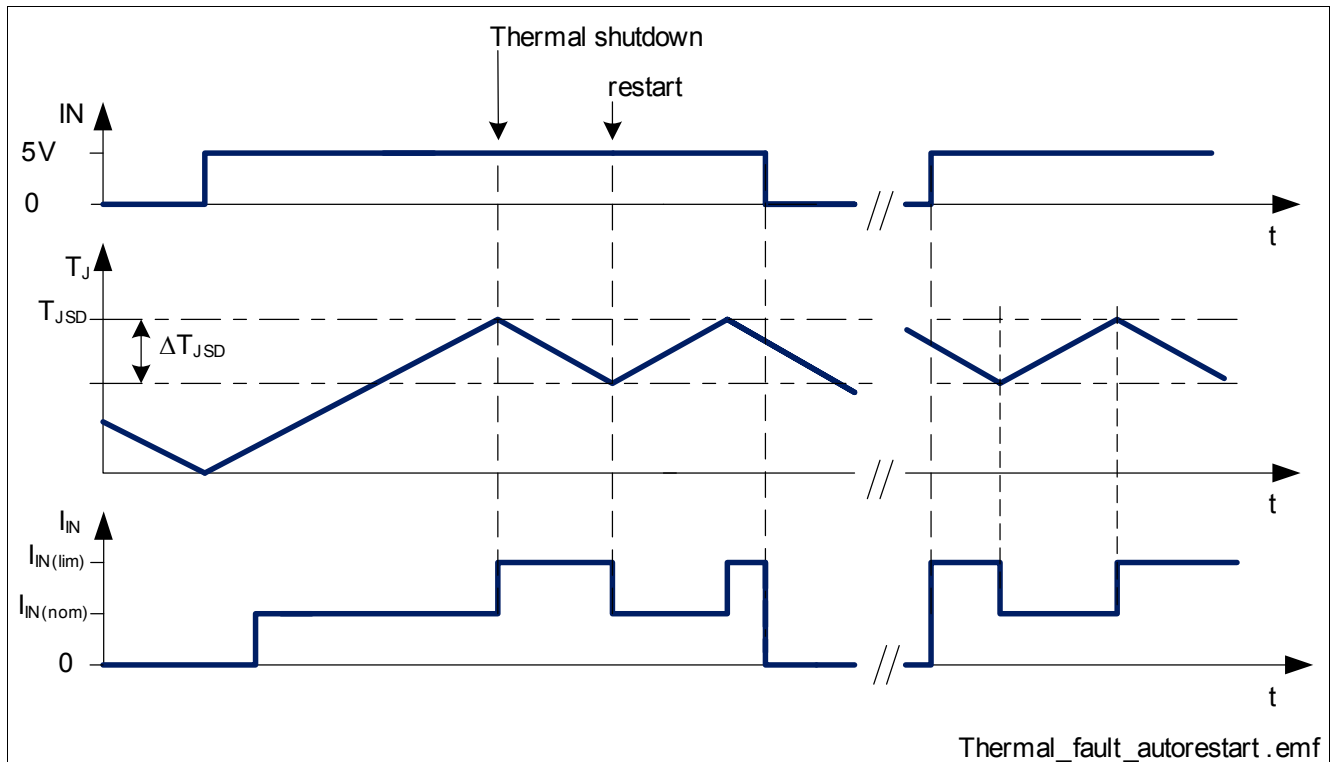 Thermal shutdown
restart
IN
5V
0
t
TJ
TJSD
ΔTJSD
t
IIN
IIN(lim)
IIN(nom)
0
t
Thermal_fault_autorestart .emf